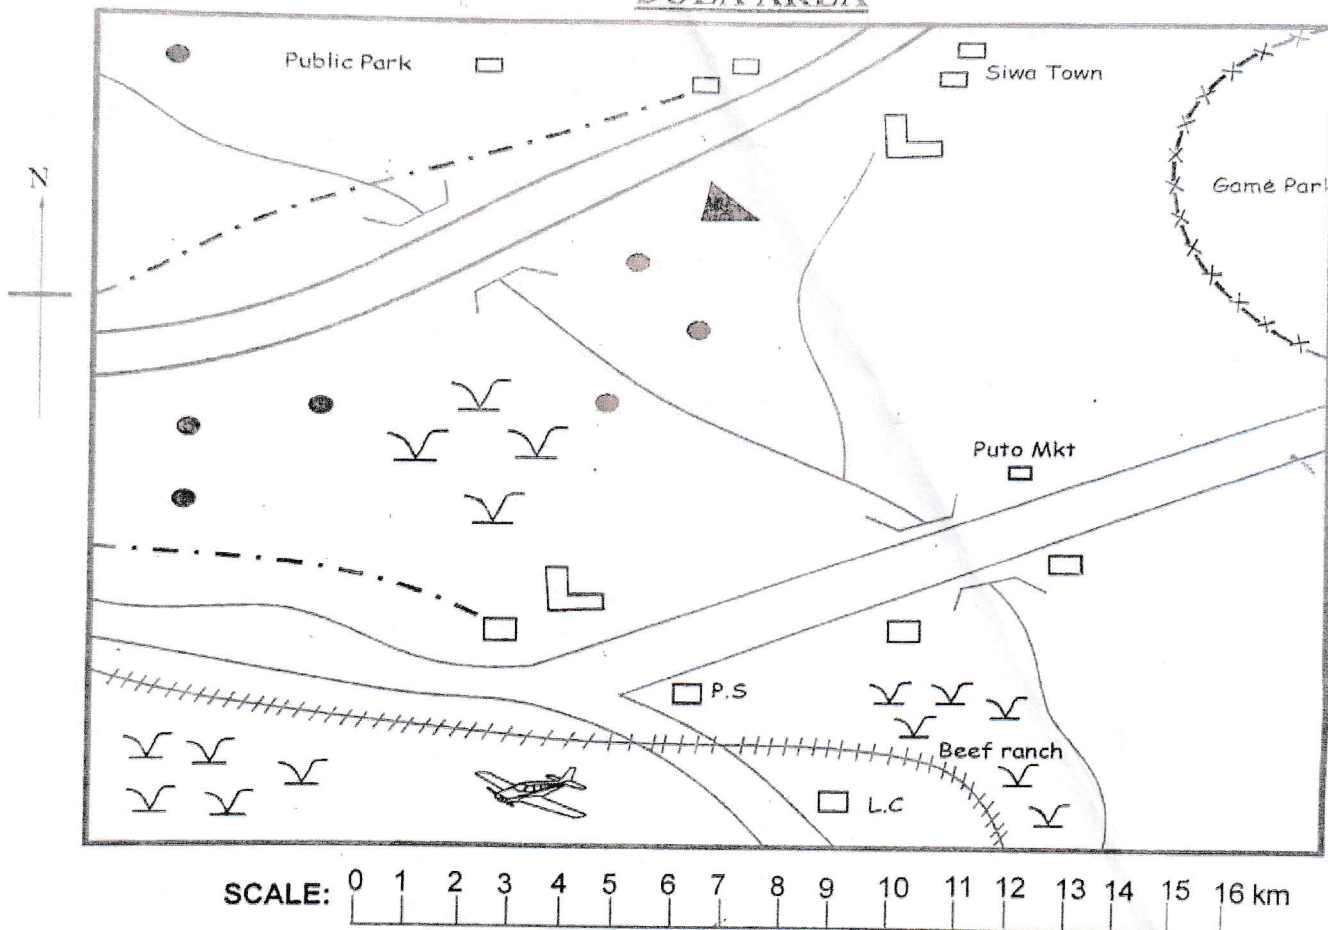 Public Park
Siwa Town
N
Game Par
Puto Mkt
P.S
Beef ranch
L.C
SCALE: 0 1 2 3 4 5 6 7 8 9 10 11 12 13 14 15 16 km